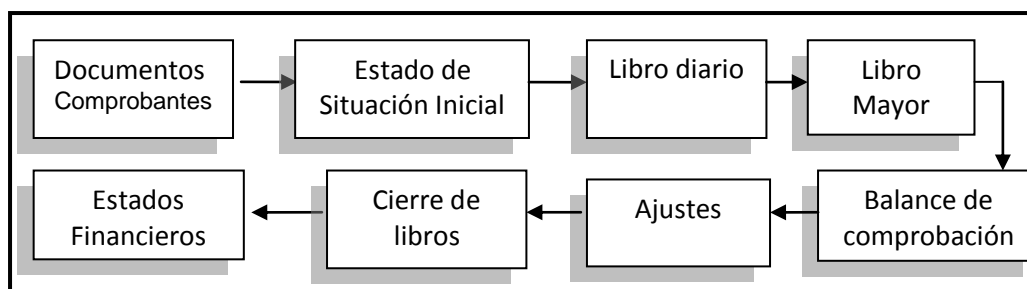 Documentos
Comprobantes
Estado de
Situación Inicial
Libro diario
Libro
Mayor
Balance de
comprobación
Ajustes
Cierre de
libros
Estados
Financieros